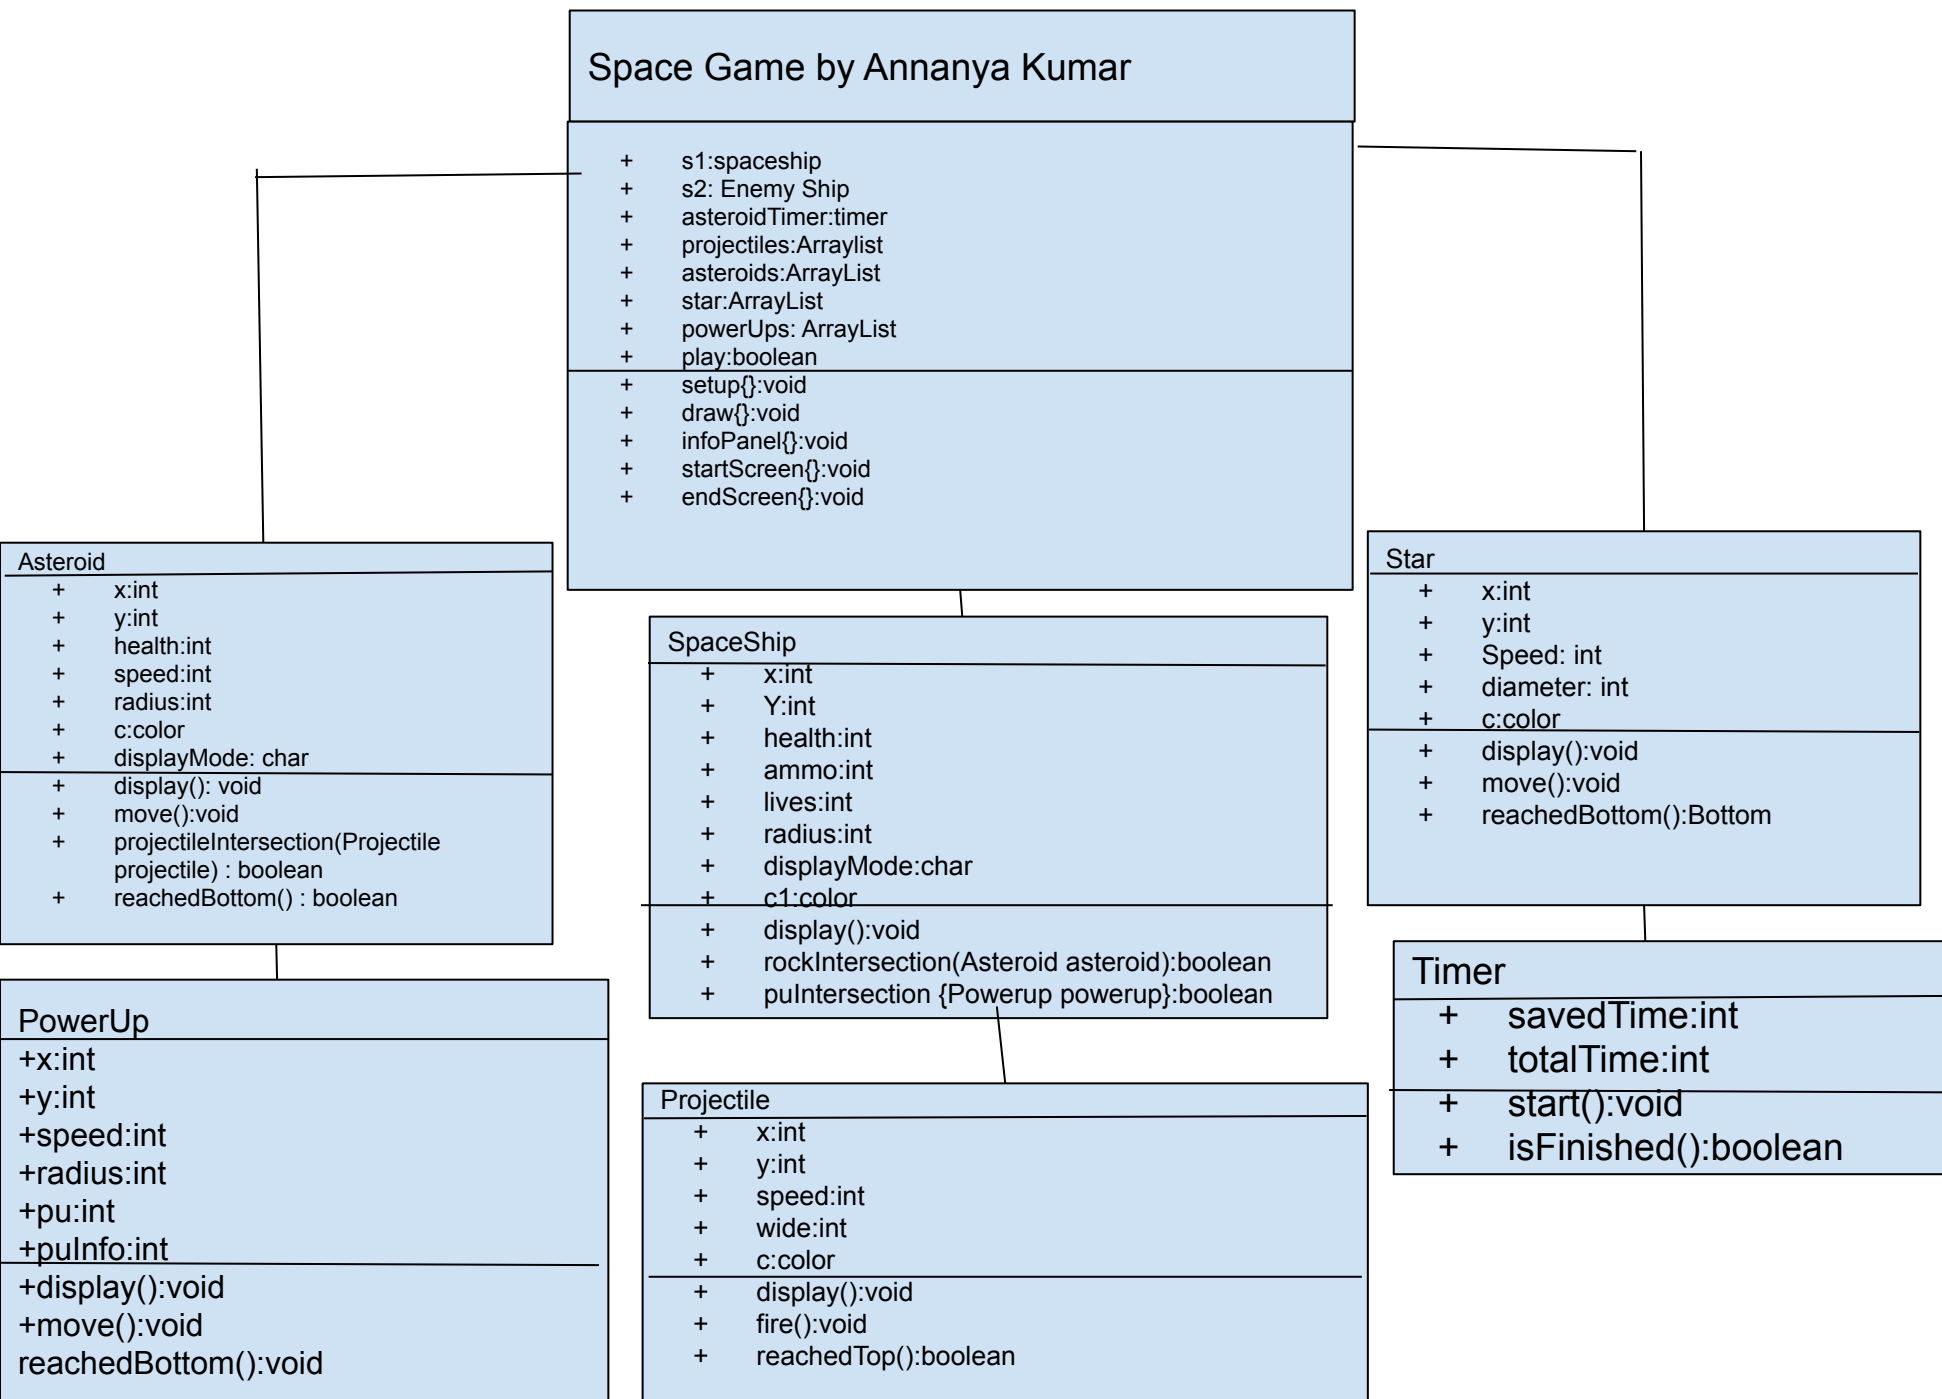 Space Game by Annanya Kumar
+ s1:spaceship
+ s2: Enemy Ship
+ asteroidTimer:timer
+ projectiles:Arraylist
+ asteroids:ArrayList
+ star:ArrayList
+ powerUps: ArrayList
+ play:boolean
+ setup{}:void
+ draw{}:void
+ infoPanel{}:void
+ startScreen{}:void
+ endScreen{}:void
Asteroid
+ x:int
+ y:int
+ health:int
+ speed:int
+ radius:int
+ c:color
+ displayMode: char
+ display(): void
+ move():void
+ projectileIntersection(Projectile
projectile) : boolean
+ reachedBottom() : boolean
SpaceShip
+ x:int
+ Y:int
+ health:int
+ ammo:int
+ lives:int
+ radius:int
+ displayMode:char
+ c1:color
+ display():void
+ rockIntersection(Asteroid asteroid):boolean
+ puIntersection {Powerup powerup}:boolean
Star
+ x:int
+ y:int
+ Speed: int
+ diameter: int
+ c:color
+ display():void
+ move():void
+ reachedBottom():Bottom
PowerUp
+x:int
+y:int
+speed:int
+radius:int
+pu:int
+puInfo:int
+display():void
+move():void
reachedBottom():void
Projectile
+ x:int
+ y:int
+ speed:int
+ wide:int
+ c:color
+ display():void
+ fire():void
+ reachedTop():boolean
Timer
+ savedTime:int
+ totalTime:int
+ start():void
+ isFinished():boolean